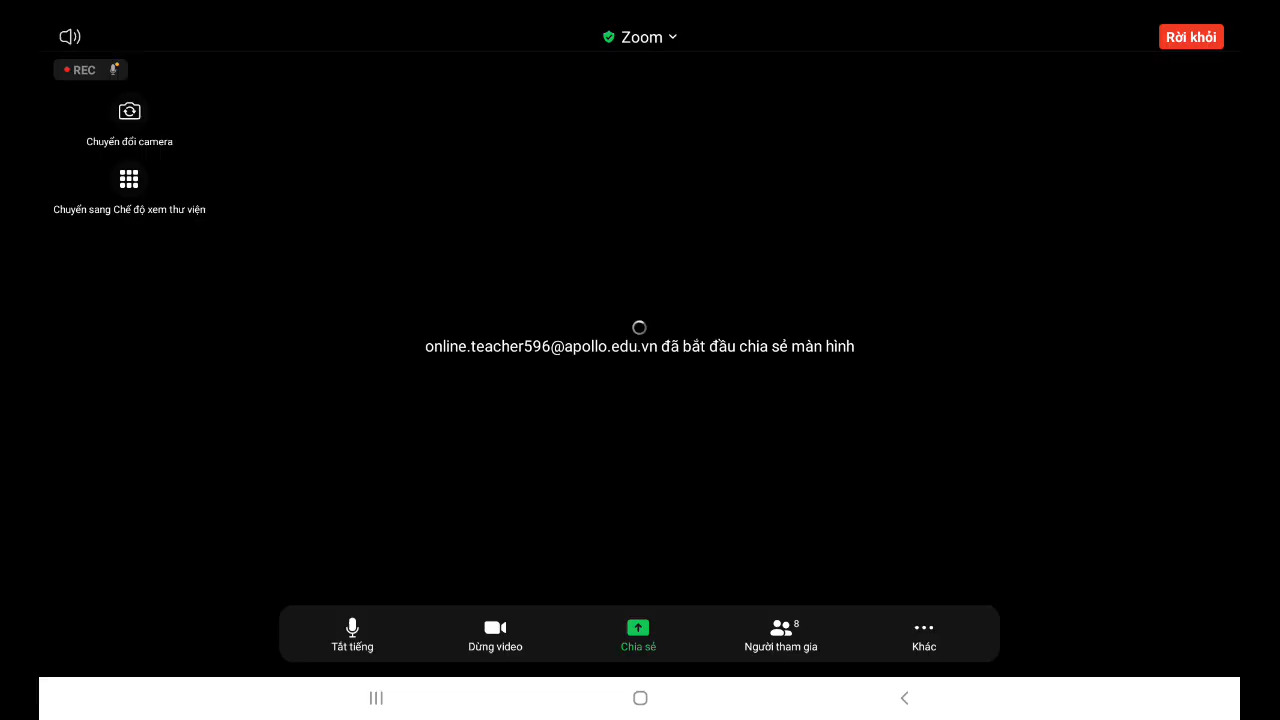 Zoom
Rời khỏi
REC
Chuyển đổi camera
Chuyển sang Chế độ xem thư viện
online.teacher596@apollo.edu.vn đã bắt đầu chia sẻ màn hình
Tắt tiếng
Dừng video
Chia sẻ
Người tham gia
8
Khác